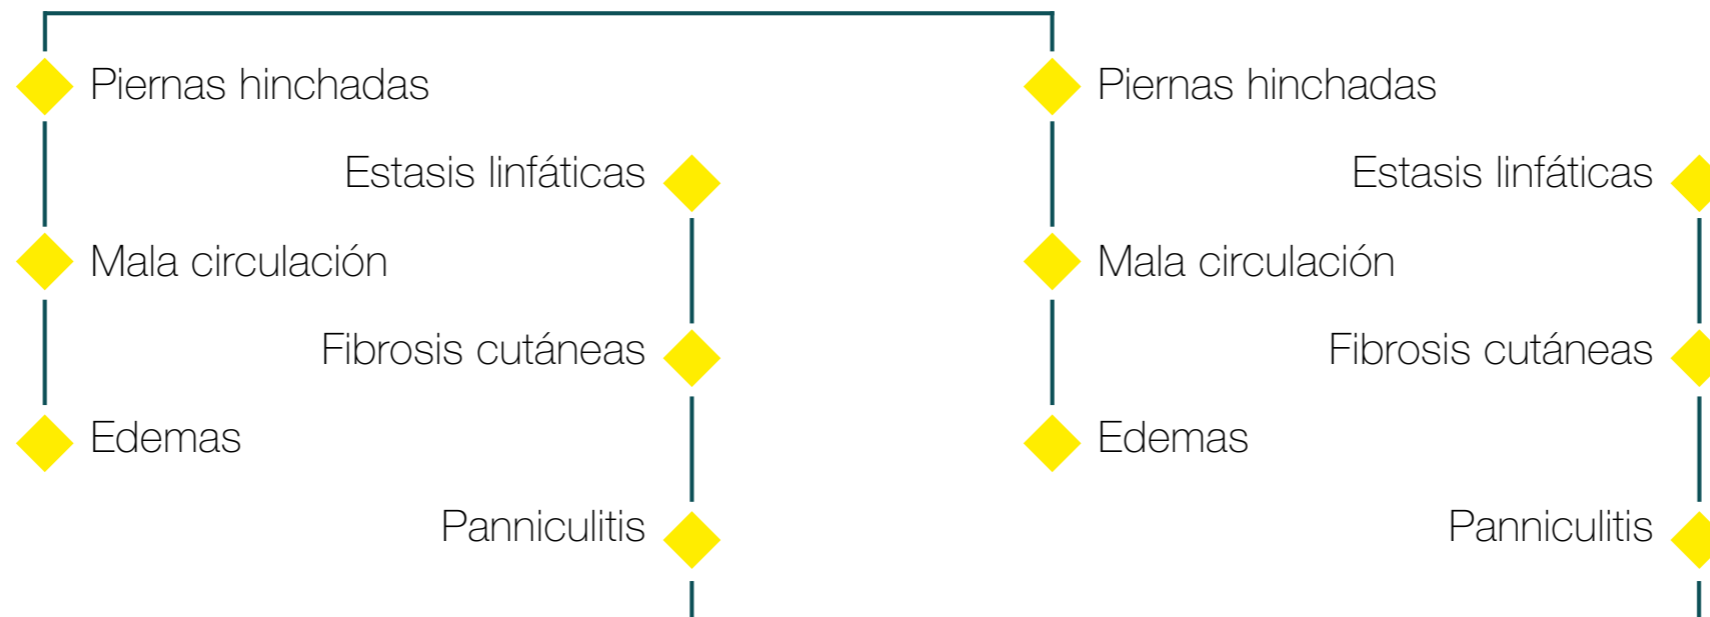 Piernas hinchadas
Estasis linfáticas
Mala circulación
Fibrosis cutáneas
Edemas
Panniculitis
Piernas hinchadas
Estasis linfáticas
Mala circulación
Fibrosis cutáneas
Edemas
Panniculitis